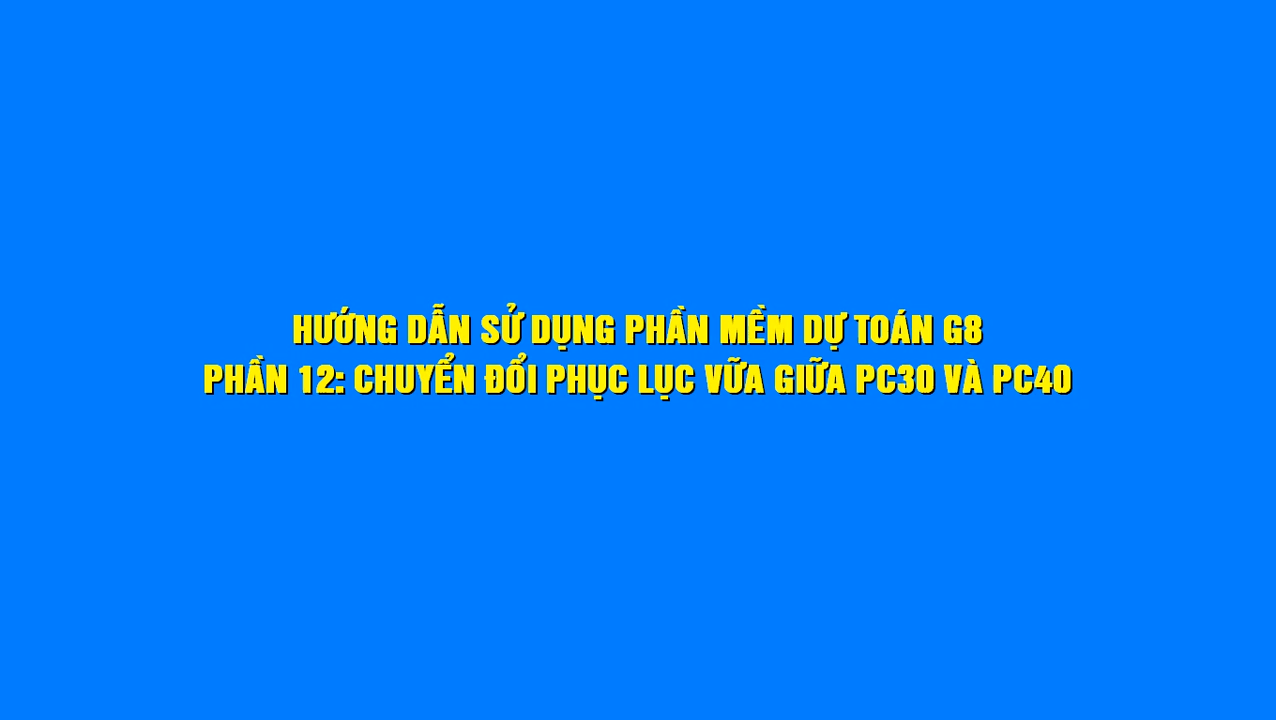 HƯỚNG DẪN SỬ DỤNG PHẦN MỀM DỰ TOÁN G8
PHẦN 12: CHUYỂN ĐỔI PHỤC LỤC VỮA GIỮA PC30 VÀ PC40